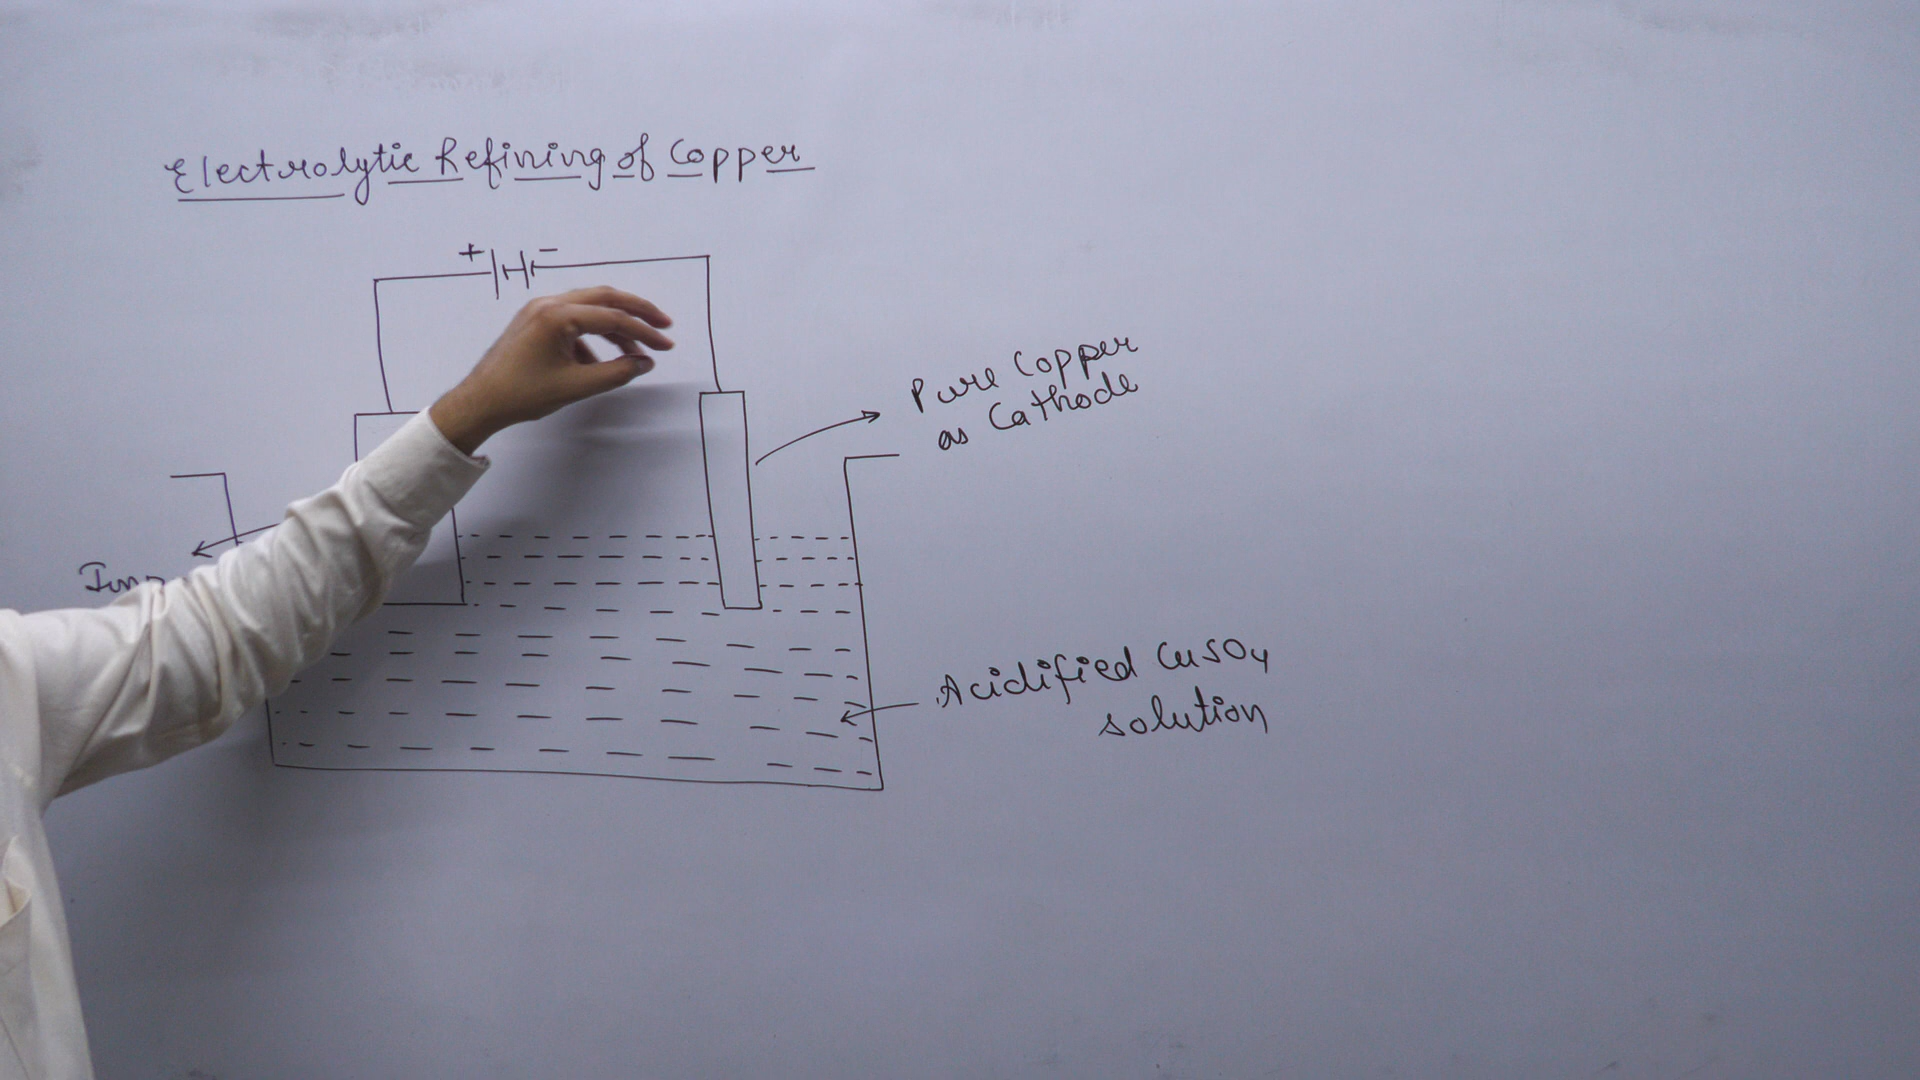 Electrolytic Refining of Copper
+ -
Pure Copper
as Cathode
Acidified CuSO4
solution